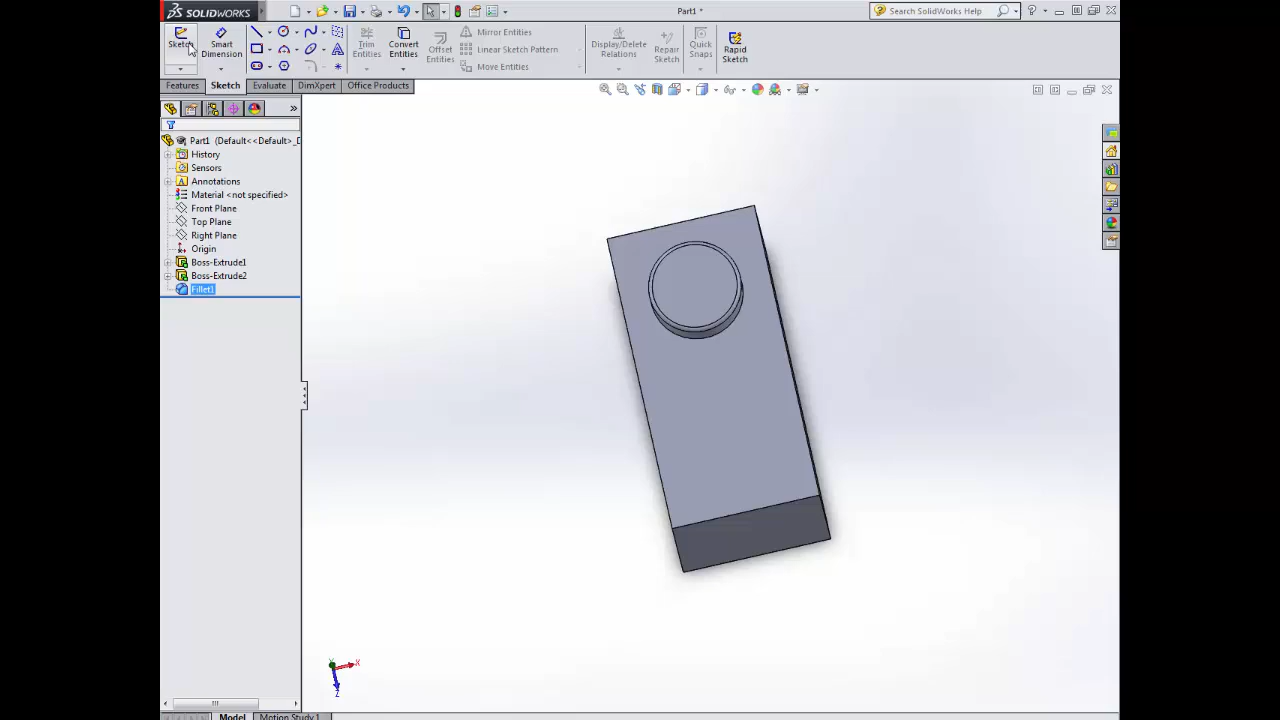 SOLIDWORKS
Part1 *
Search SolidWorks Help
Sketch
Smart Dimension
Trim Entities
Convert Entities
Offset Entities
Mirror Entities
Linear Sketch Pattern
Move Entities
Display/Delete Relations
Repair Sketch
Quick Snaps
Rapid Sketch
Features
Sketch
Evaluate
DimXpert
Office Products
Part1 (Default<<Default>_D
History
Sensors
Annotations
Material <not specified>
Front Plane
Top Plane
Right Plane
Origin
Boss-Extrude1
Boss-Extrude2
Fillet1
Y
X
Z
Model
Motion Study 1